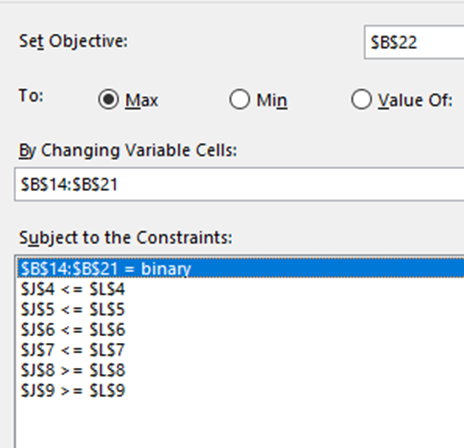 Set Objective: $B$22
To: Max Min Value Of:
By Changing Variable Cells:
$B$14:$B$21
Subject to the Constraints:
$B$14:$B$21 = binary
$J$4 <= $L$4
$J$5 <= $L$5
$J$6 <= $L$6
$J$7 <= $L$7
$J$8 >= $L$8
$J$9 >= $L$9